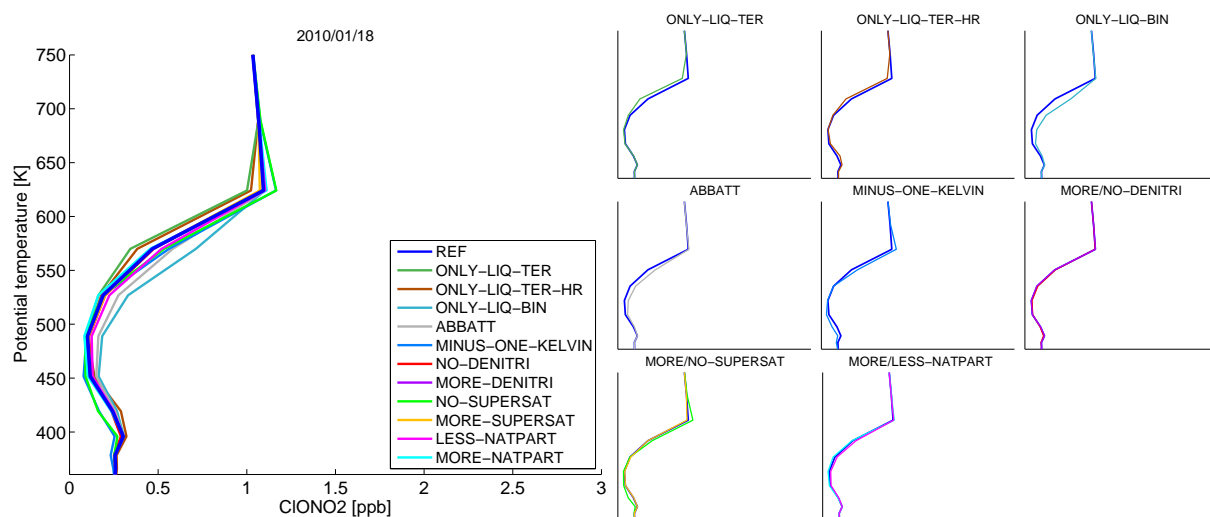 2010/01/18
750
700
650
600
550
500
450
400
Potential temperature [K]
0
0.5
1
1.5
2
2.5
3
ClONO2 [ppb]
REF
ONLY−LIQ−TER
ONLY−LIQ−TER−HR
ONLY−LIQ−BIN
ABBATT
MINUS−ONE−KELVIN
NO−DENITRI
MORE−DENITRI
NO−SUPERSAT
MORE−SUPERSAT
LESS−NATPART
MORE−NATPART
ONLY−LIQ−TER
ONLY−LIQ−TER−HR
ONLY−LIQ−BIN
ABBATT
MINUS−ONE−KELVIN
MORE/NO−DENITRI
MORE/NO−SUPERSAT
MORE/LESS−NATPART